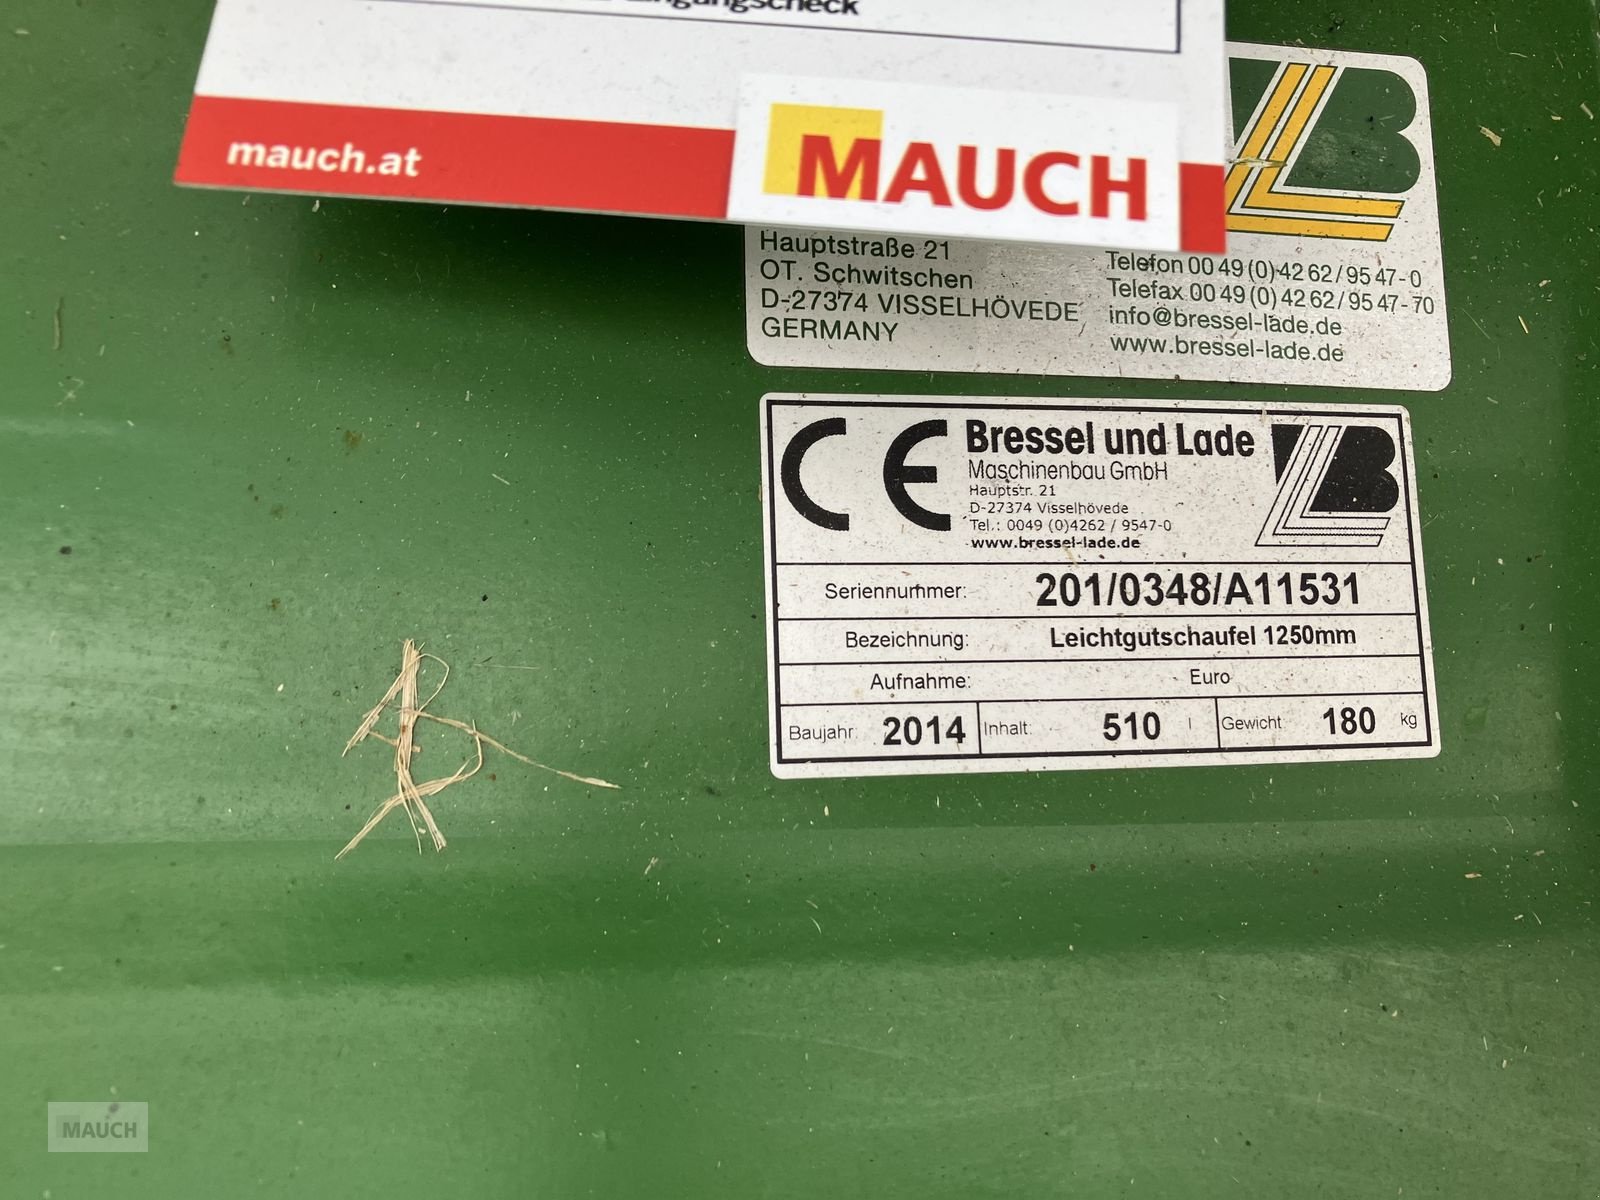 Eingangscheck
mauch.at
MAUCH
LB
Hauptstraße 21
OT. Schwitschen
D-27374 VISSELHÖVEDE
GERMANY
Telefon 00 49 (0) 42 62 / 95 47-0
Telefax 00 49 (0) 42 62 / 95 47-70
info@bressel-lade.de
www.bressel-lade.de
CE
Bressel und Lade
Maschinenbau GmbH
Hauptstr. 21
D-27374 Visselhövede
Tel.: 0049 (0)4262 / 9547-0
www.bressel-lade.de
LB
Seriennummer: 201/0348/A11531
Bezeichnung: Leichtgutschaufel 1250mm
Aufnahme: Euro
Baujahr: 2014 Inhalt: 510 l Gewicht: 180 kg
MAUCH